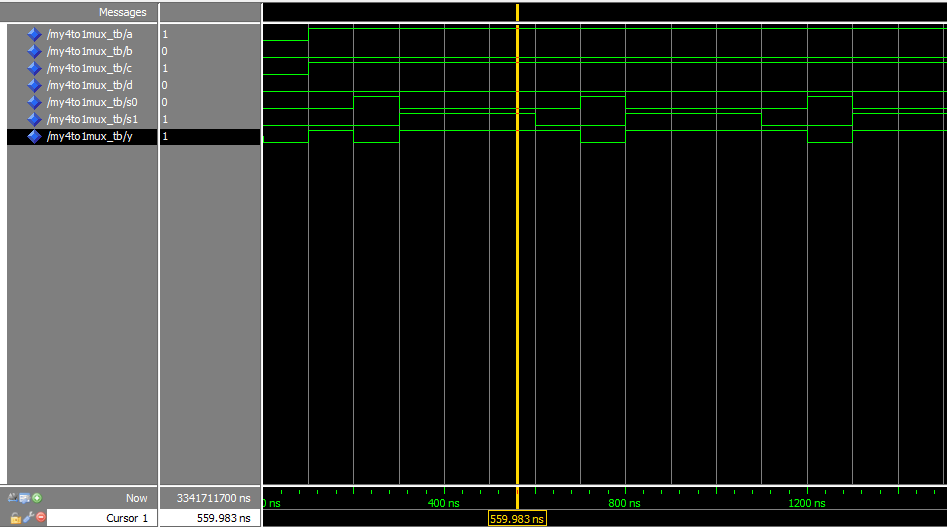 Messages
/my4to1mux_tb/a 1
/my4to1mux_tb/b 0
/my4to1mux_tb/c 1
/my4to1mux_tb/d 0
/my4to1mux_tb/s0 0
/my4to1mux_tb/s1 1
/my4to1mux_tb/y 1
Now 3341711700 ns ns 400 ns 800 ns 1200 ns
Cursor 1 559.983 ns 559.983 ns